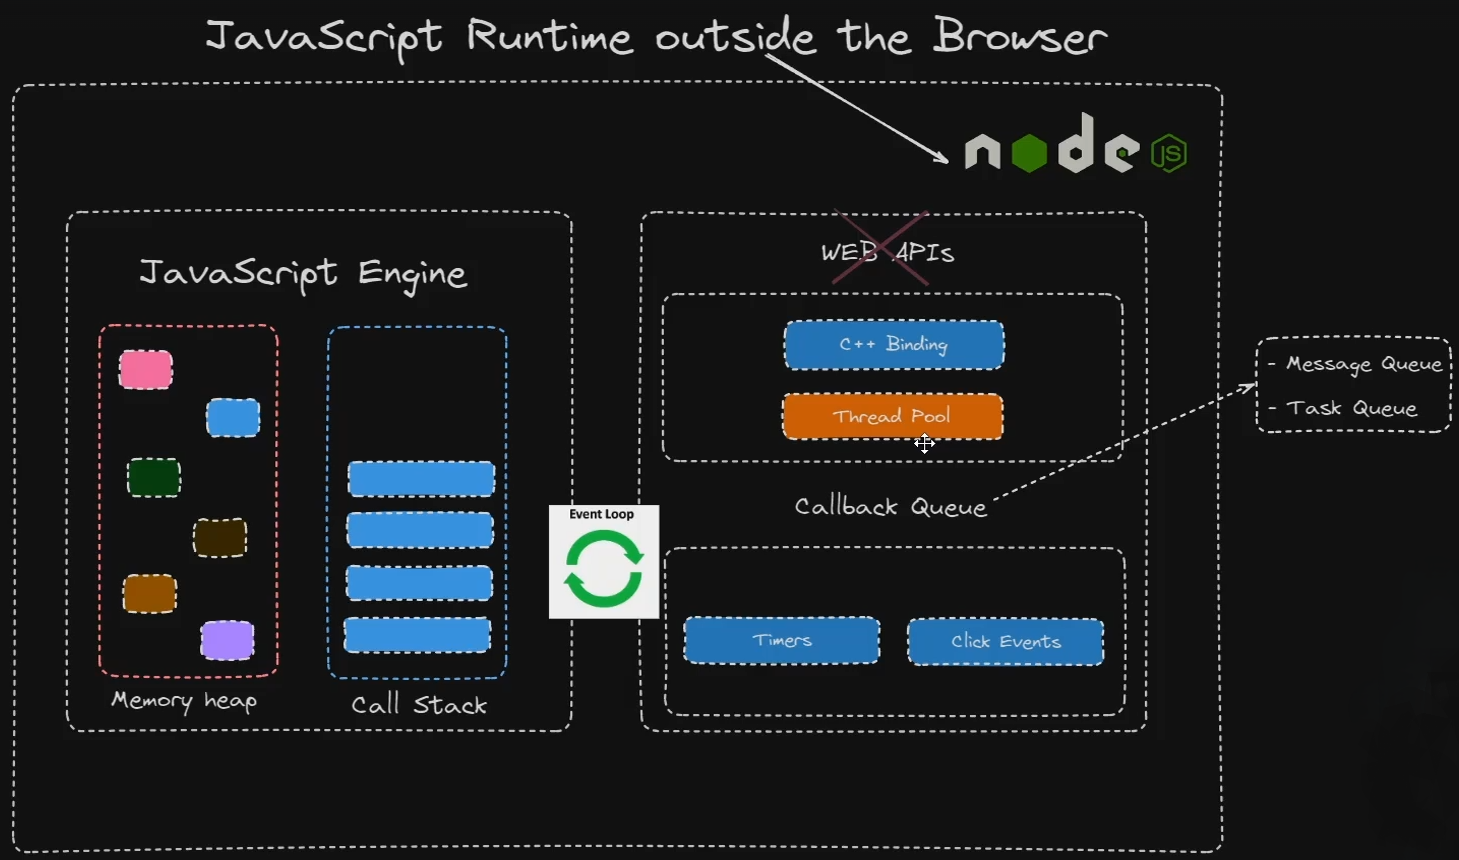 JavaScript Runtime outside the Browser
node JS
JavaScript Engine
Memory heap
Call Stack
Event Loop
WEB APIs
C++ Binding
Thread Pool
Callback Queue
Timers
Click Events
- Message Queue
- Task Queue